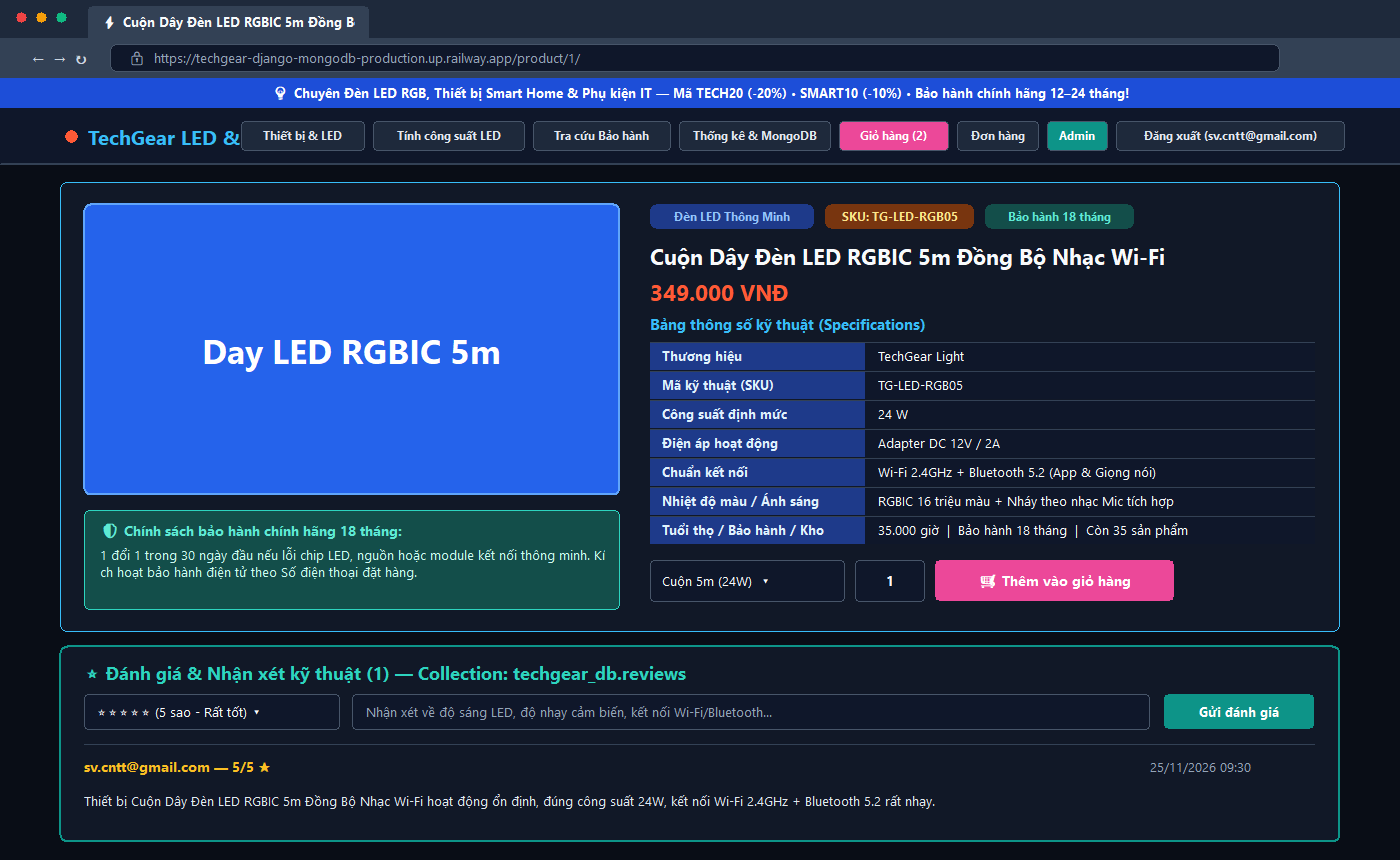 Cuộn Dây Đèn LED RGBIC 5m Đồng B
https://techgear-django-mongodb-production.up.railway.app/product/1/
Chuyên Đèn LED RGB, Thiết bị Smart Home & Phụ kiện IT — Mã TECH20 (-20%) • SMART10 (-10%) • Bảo hành chính hãng 12–24 tháng!
TechGear LED &
Thiết bị & LED
Tính công suất LED
Tra cứu Bảo hành
Thống kê & MongoDB
Giỏ hàng (2)
Đơn hàng
Admin
Đăng xuất (sv.cntt@gmail.com)
Day LED RGBIC 5m
Chính sách bảo hành chính hãng 18 tháng:
1 đổi 1 trong 30 ngày đầu nếu lỗi chip LED, nguồn hoặc module kết nối thông minh. Kí
ch hoạt bảo hành điện tử theo Số điện thoại đặt hàng.
Đèn LED Thông Minh
SKU: TG-LED-RGB05
Bảo hành 18 tháng
Cuộn Dây Đèn LED RGBIC 5m Đồng Bộ Nhạc Wi-Fi
349.000 VNĐ
Bảng thông số kỹ thuật (Specifications)
Thương hiệu TechGear Light
Mã kỹ thuật (SKU) TG-LED-RGB05
Công suất định mức 24 W
Điện áp hoạt động Adapter DC 12V / 2A
Chuẩn kết nối Wi-Fi 2.4GHz + Bluetooth 5.2 (App & Giọng nói)
Nhiệt độ màu / Ánh sáng RGBIC 16 triệu màu + Nháy theo nhạc Mic tích hợp
Tuổi thọ / Bảo hành / Kho 35.000 giờ | Bảo hành 18 tháng | Còn 35 sản phẩm
Cuộn 5m (24W) ▾
1
Thêm vào giỏ hàng
★ Đánh giá & Nhận xét kỹ thuật (1) — Collection: techgear_db.reviews
★★★★★ (5 sao - Rất tốt) ▾
Nhận xét về độ sáng LED, độ nhạy cảm biến, kết nối Wi-Fi/Bluetooth...
Gửi đánh giá
sv.cntt@gmail.com — 5/5 ★
25/11/2026 09:30
Thiết bị Cuộn Dây Đèn LED RGBIC 5m Đồng Bộ Nhạc Wi-Fi hoạt động ổn định, đúng công suất 24W, kết nối Wi-Fi 2.4GHz + Bluetooth 5.2 rất nhạy.